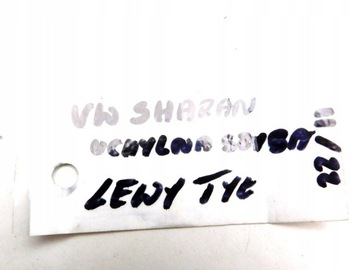 VW SHARAN
UCHYLNA SZYBA
LEWY TYŁ